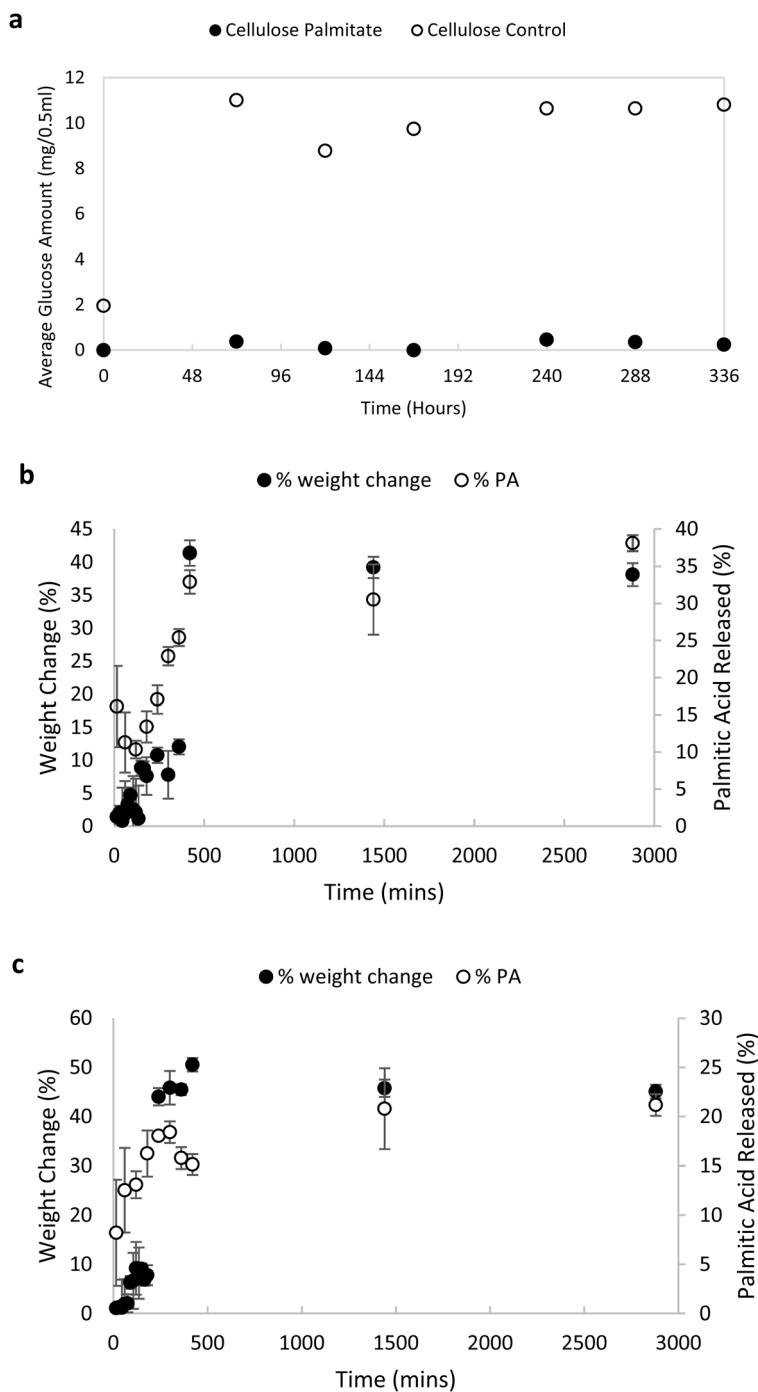 a
Cellulose Palmitate Cellulose Control
Average Glucose Amount (mg/0.5ml)
12
10
8
6
4
2
0
0 48 96 144 192 240 288 336
Time (Hours)
b
% weight change % PA
Weight Change (%)
45
40
35
30
25
20
15
10
5
0
40
35
30
25
20
15
10
5
0
Palmitic Acid Released (%)
0 500 1000 1500 2000 2500 3000
Time (mins)
c
% weight change % PA
Weight Change (%)
60
50
40
30
20
10
0
30
25
20
15
10
5
0
Palmitic Acid Released (%)
0 500 1000 1500 2000 2500 3000
Time (mins)